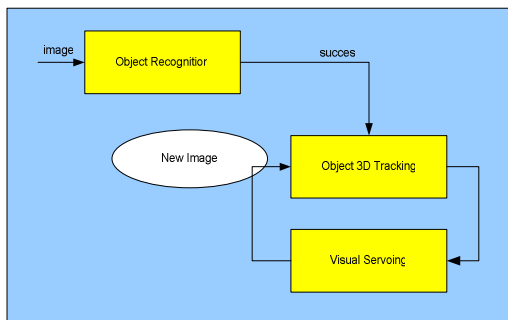 image
Object Recognitior
succes
New Image
Object 3D Tracking
Visual Servoing